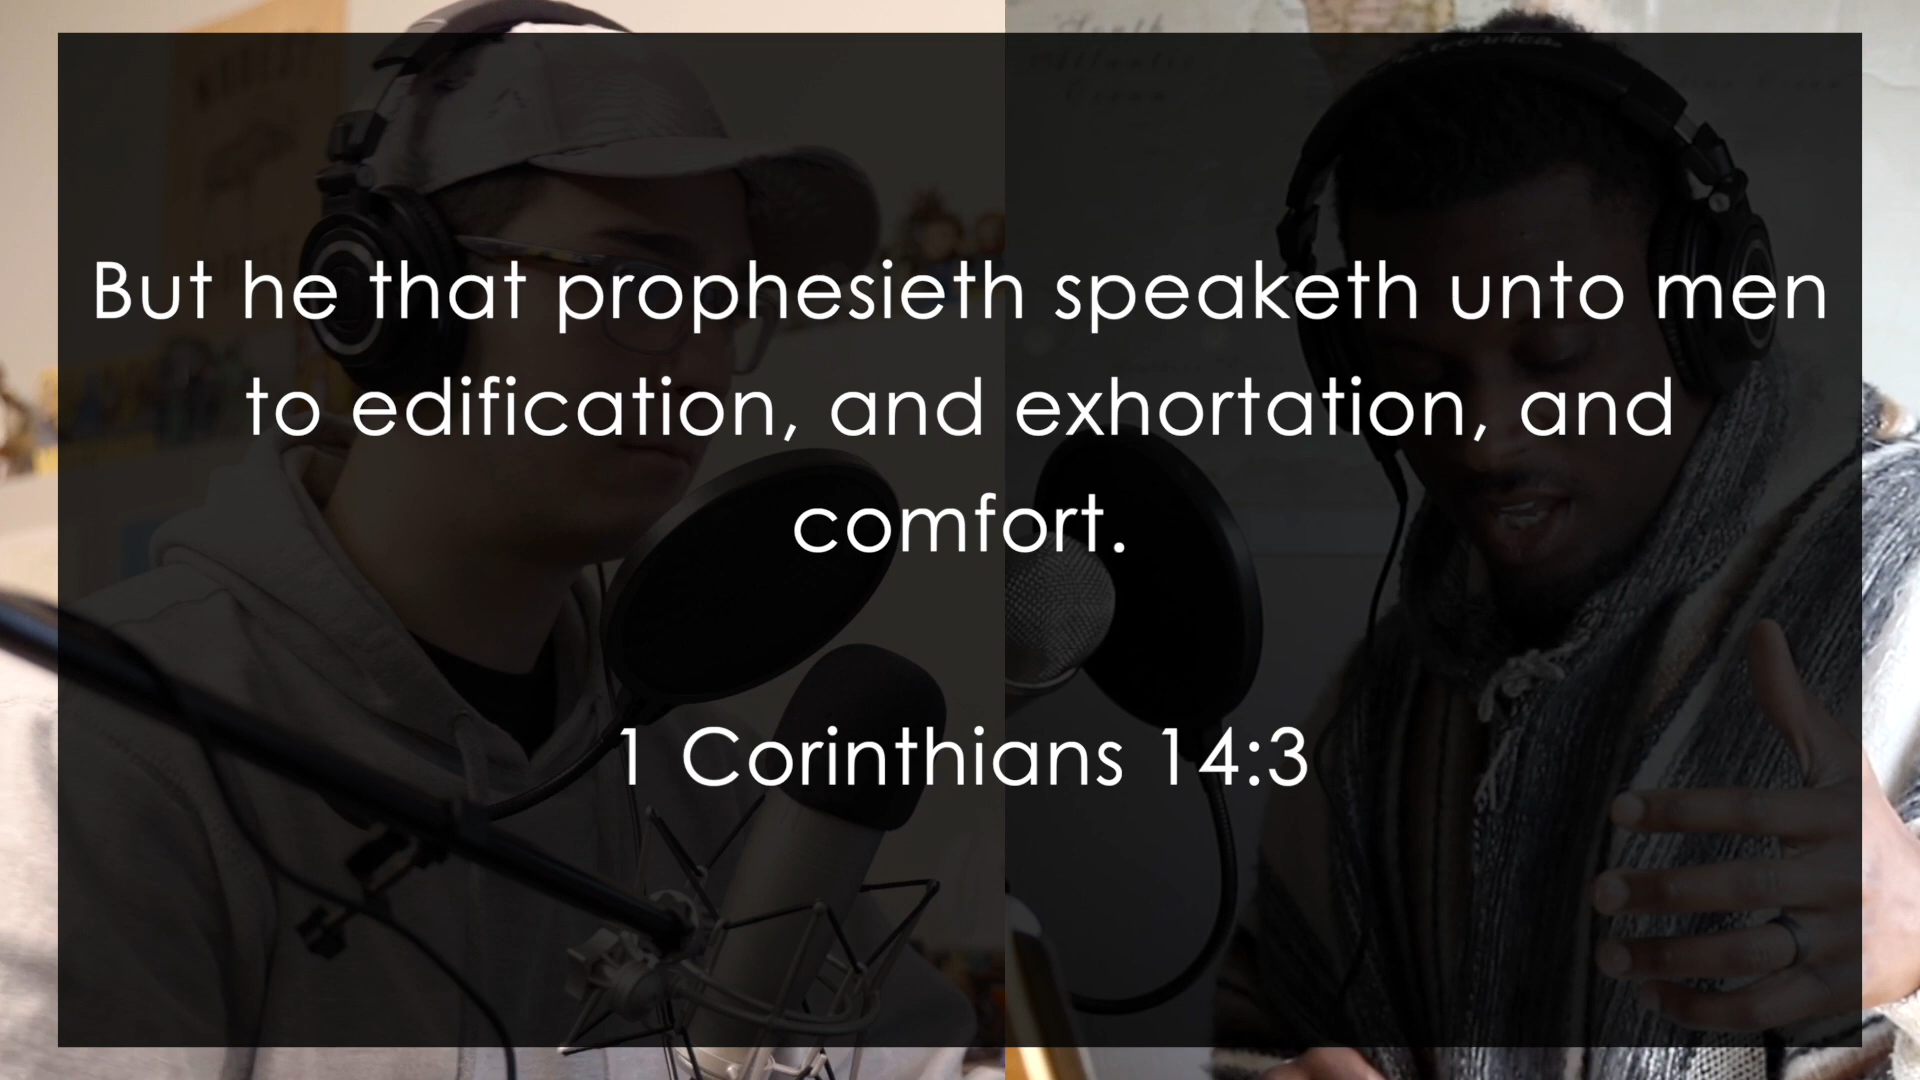 But he that prophesieth speaketh unto men
to edification, and exhortation, and
comfort.
1 Corinthians 14:3